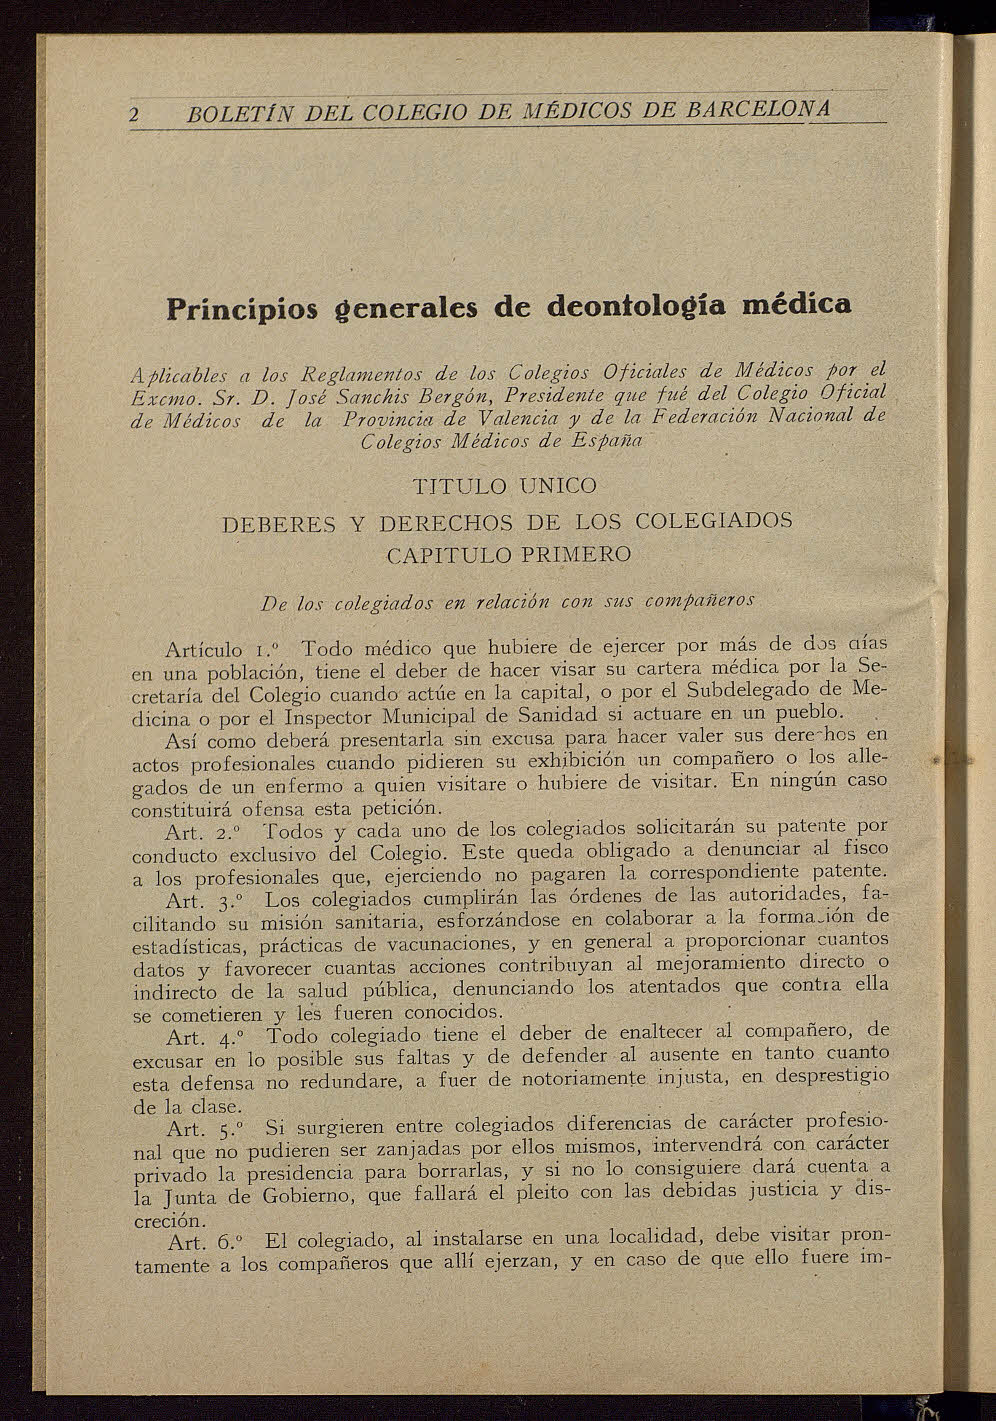 2 BOLETÍN DEL COLEGIO DE MÉDICOS DE BARCELONA
Principios generales de deontología médica
Aplicables a los Reglamentos de los Colegios Oficiales de Médicos por el
Excmo. Sr. D. José Sanchis Bergón, Presidente que fué del Colegio Oficial
de Médicos de la Provincia de Valencia y de la Federación Nacional de
Colegios Médicos de España
TITULO UNICO
DEBERES Y DERECHOS DE LOS COLEGIADOS
CAPITULO PRIMERO
De los colegiados en relación con sus compañeros
Artículo 1.º Todo médico que hubiere de ejercer por más de dos días
en una población, tiene el deber de hacer visar su cartera médica por la Se-
cretaría del Colegio cuando actúe en la capital, o por el Subdelegado de Me-
dicina o por el Inspector Municipal de Sanidad si actuare en un pueblo.
Así como deberá presentarla sin excusa para hacer valer sus derechos en
actos profesionales cuando pidieren su exhibición un compañero o los alle-
gados de un enfermo a quien visitare o hubiere de visitar. En ningún caso
constituirá ofensa esta petición.
Art. 2.º Todos y cada uno de los colegiados solicitarán su patente por
conducto exclusivo del Colegio. Este queda obligado a denunciar al fisco
a los profesionales que, ejerciendo no pagaren la correspondiente patente.
Art. 3.º Los colegiados cumplirán las órdenes de las autoridades, fa-
cilitando su misión sanitaria, esforzándose en colaborar a la formación de
estadísticas, prácticas de vacunaciones, y en general a proporcionar cuantos
datos y favorecer cuantas acciones contribuyan al mejoramiento directo o
indirecto de la salud pública, denunciando los atentados que contra ella
se cometieren y les fueren conocidos.
Art. 4.º Todo colegiado tiene el deber de enaltecer al compañero, de
excusar en lo posible sus faltas y de defender al ausente en tanto cuanto
esta defensa no redundare, a fuer de notoriamente injusta, en desprestigio
de la clase.
Art. 5.º Si surgieren entre colegiados diferencias de carácter profesio-
nal que no pudieren ser zanjadas por ellos mismos, intervendrá con carácter
privado la presidencia para borrarlas, y si no lo consiguiere dará cuenta a
la Junta de Gobierno, que fallará el pleito con las debidas justicia y dis-
creción.
Art. 6.º El colegiado, al instalarse en una localidad, debe visitar pron-
tamente a los compañeros que allí ejerzan, y en caso de que ello fuere im-